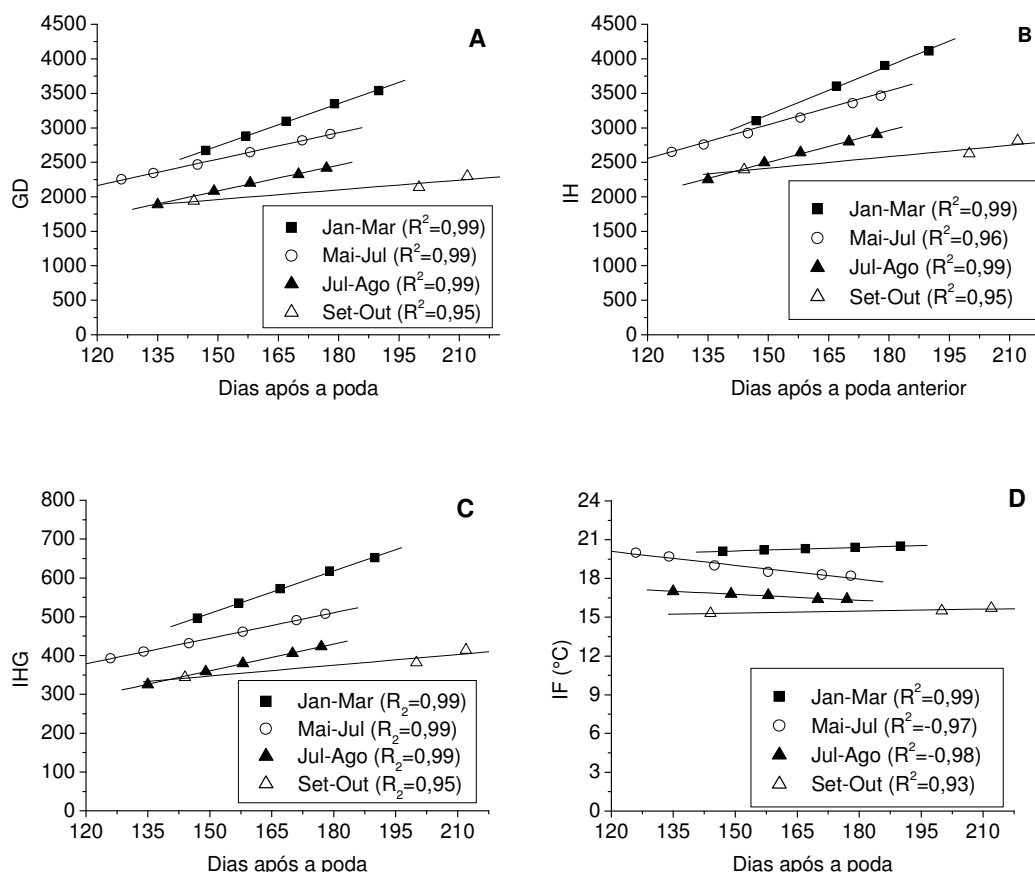 A
GD
4500
4000
3500
3000
2500
2000
1500
1000
500
0
Jan-Mar (R²=0,99)
Mai-Jul (R²=0,99)
Jul-Ago (R²=0,99)
Set-Out (R²=0,95)
120 135 150 165 180 195 212
Dias após a poda
B
IH
4500
4000
3500
3000
2500
2000
1500
1000
500
0
Jan-Mar (R²=0,99)
Mai-Jul (R²=0,96)
Jul-Ago (R²=0,99)
Set-Out (R²=0,95)
120 135 150 165 180 195 212
Dias após a poda anterior
C
IHG
800
700
600
500
400
300
200
100
0
Jan-Mar (R₂=0,99)
Mai-Jul (R₂=0,99)
Jul-Ago (R₂=0,99)
Set-Out (R₂=0,95)
120 135 150 165 180 195 212
Dias após a poda
D
IF (°C)
24
21
18
15
12
9
6
3
0
Jan-Mar (R²=0,99)
Mai-Jul (R²=-0,97)
Jul-Ago (R²=-0,98)
Set-Out (R²=0,93)
120 135 150 165 180 195 212
Dias após a poda